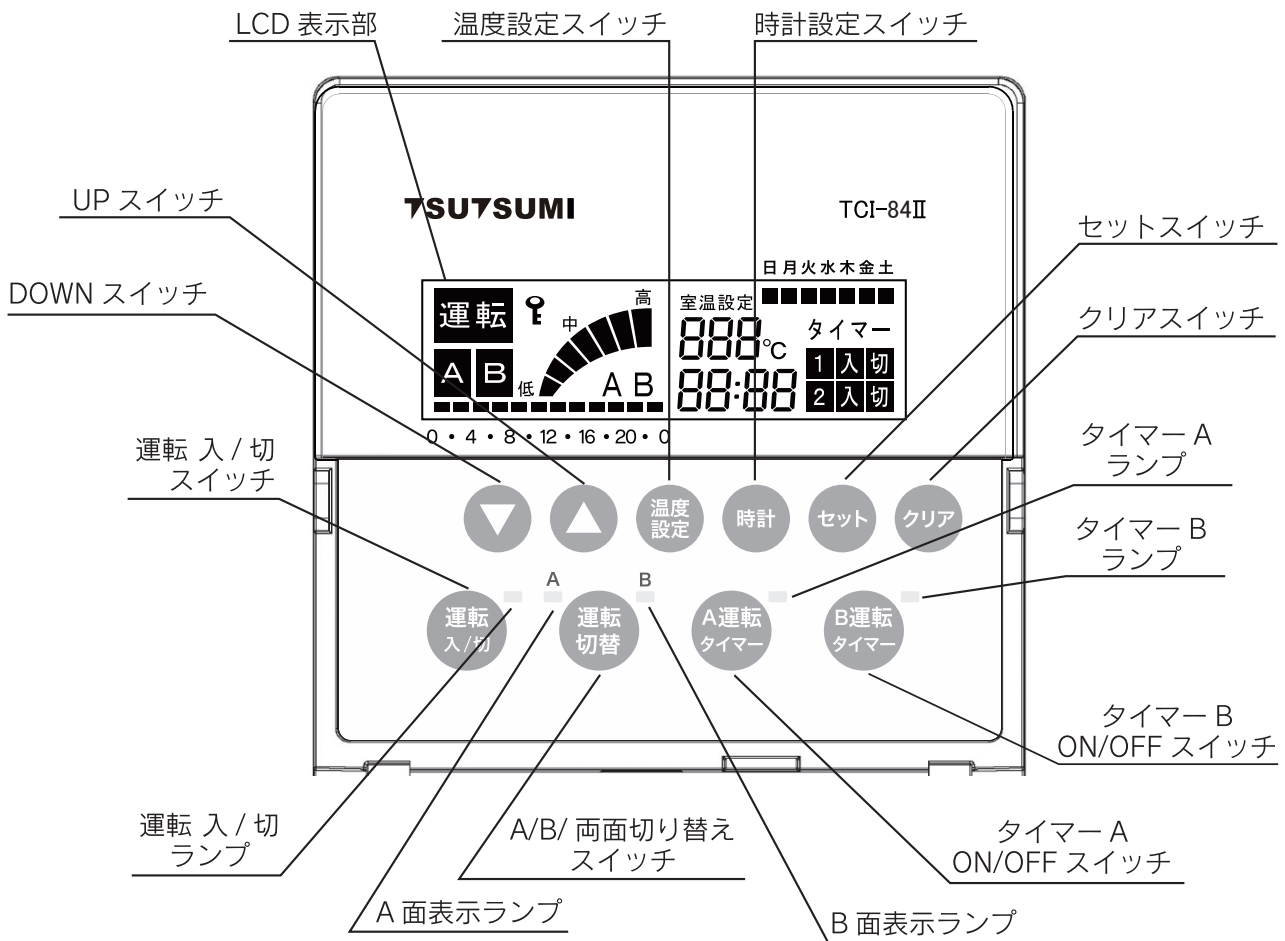 LCD 表示部
温度設定スイッチ
時計設定スイッチ
UP スイッチ
TSUTSUMI
TCI-84Ⅱ
セットスイッチ
DOWN スイッチ
日月火水木金土
運転
中
高
室温設定
888℃
タイマー
クリアスイッチ
A B
低
A B
88:88
1 入 切
2 入 切
0・4・8・12・16・20・0
運転 入 / 切
スイッチ
タイマー A
ランプ
▼
△
温度
設定
時計
セット
クリア
タイマー B
ランプ
A
B
運転
入/切
運転
切替
A運転
タイマー
B運転
タイマー
タイマー B
ON/OFF スイッチ
運転 入 / 切
ランプ
A/B/ 両面切り替え
スイッチ
タイマー A
ON/OFF スイッチ
A 面表示ランプ
B 面表示ランプ